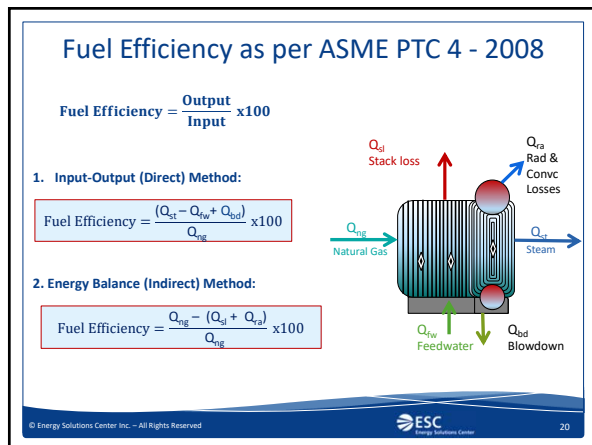 Fuel Efficiency as per ASME PTC 4 - 2008
Fuel Efficiency = Output / Input x100
1. Input-Output (Direct) Method:
Fuel Efficiency = (Qst – Qfw + Qbd) / Qng x100
2. Energy Balance (Indirect) Method:
Fuel Efficiency = Qng – (Qsl + Qra) / Qng x100
Qsl
Stack loss
Qra
Rad &
Convc
Losses
Qng
Natural Gas
Qst
Steam
Qfw
Feedwater
Qbd
Blowdown
© Energy Solutions Center Inc. – All Rights Reserved
ESC
Energy Solutions Center
20